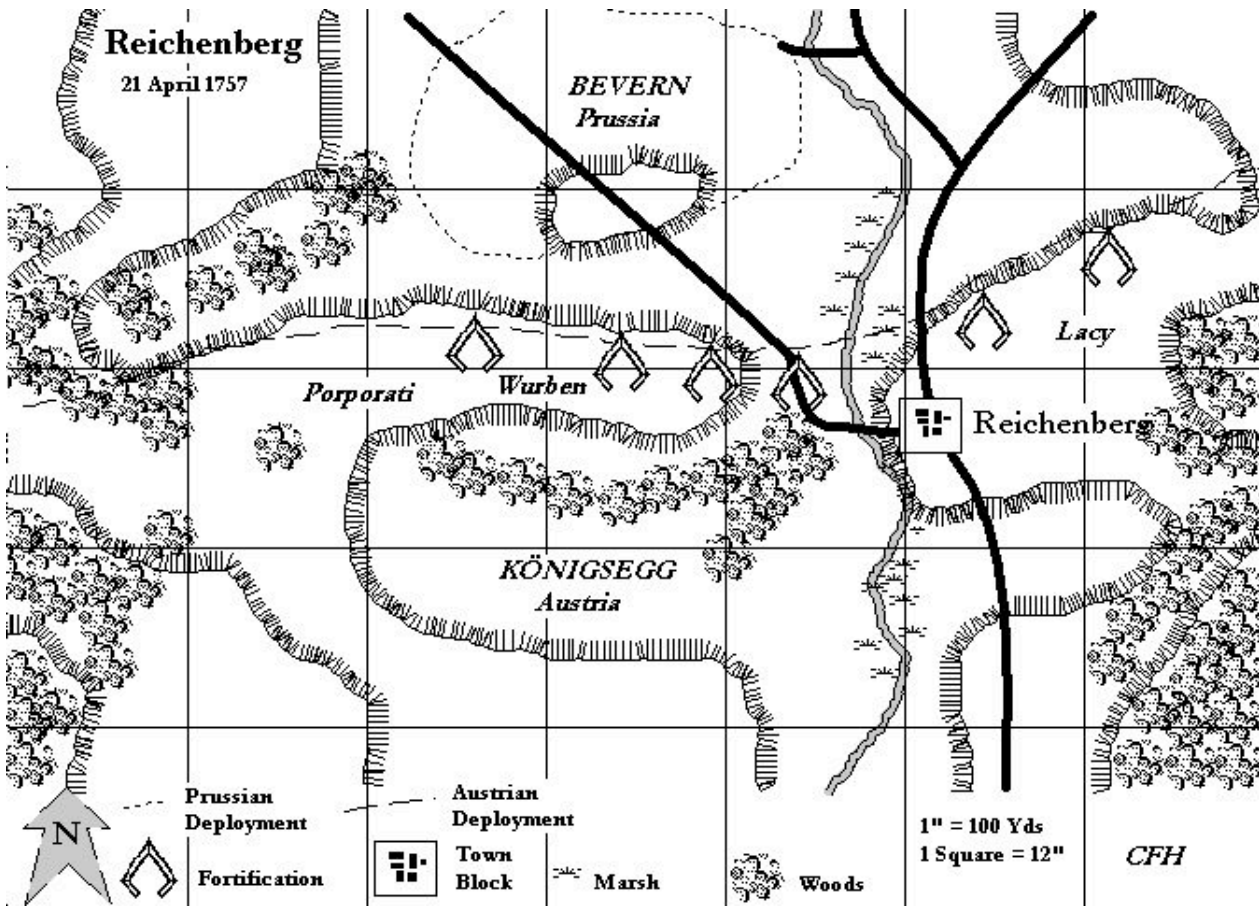 Reichenberg
21 April 1757
BEVERN
Prussia
Lacy
Porporati
Wurben
Reichenberg
KÖNIGSEGG
Austria
Prussian
Deployment
Austrian
Deployment
N
Fortification
Town
Block
Marsh
Woods
1" = 100 Yds
1 Square = 12"
CFH